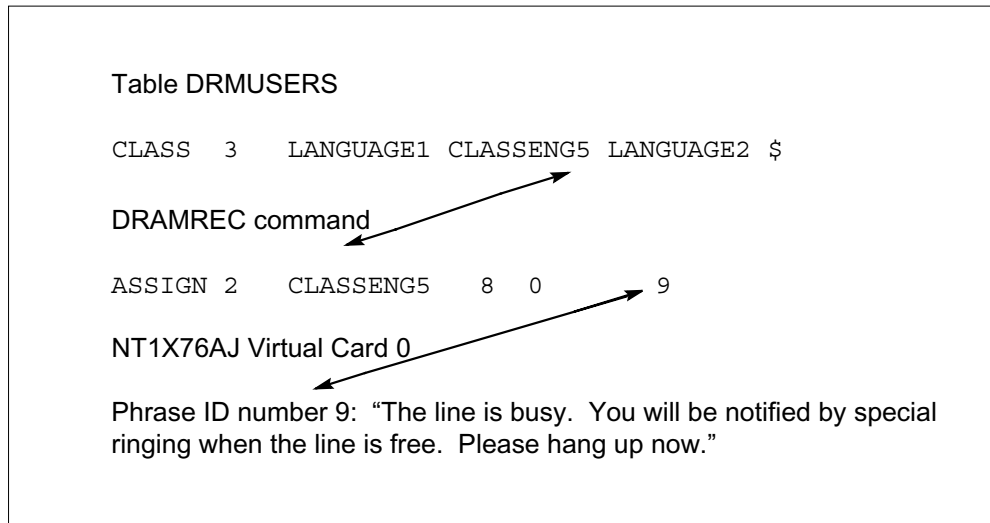 Table DRMUSERS
CLASS 3 LANGUAGE1 CLASSENG5 LANGUAGE2 $
DRAMREC command
ASSIGN 2 CLASSENG5 8 0 9
NT1X76AJ Virtual Card 0
Phrase ID number 9: “The line is busy. You will be notified by special
ringing when the line is free. Please hang up now.”